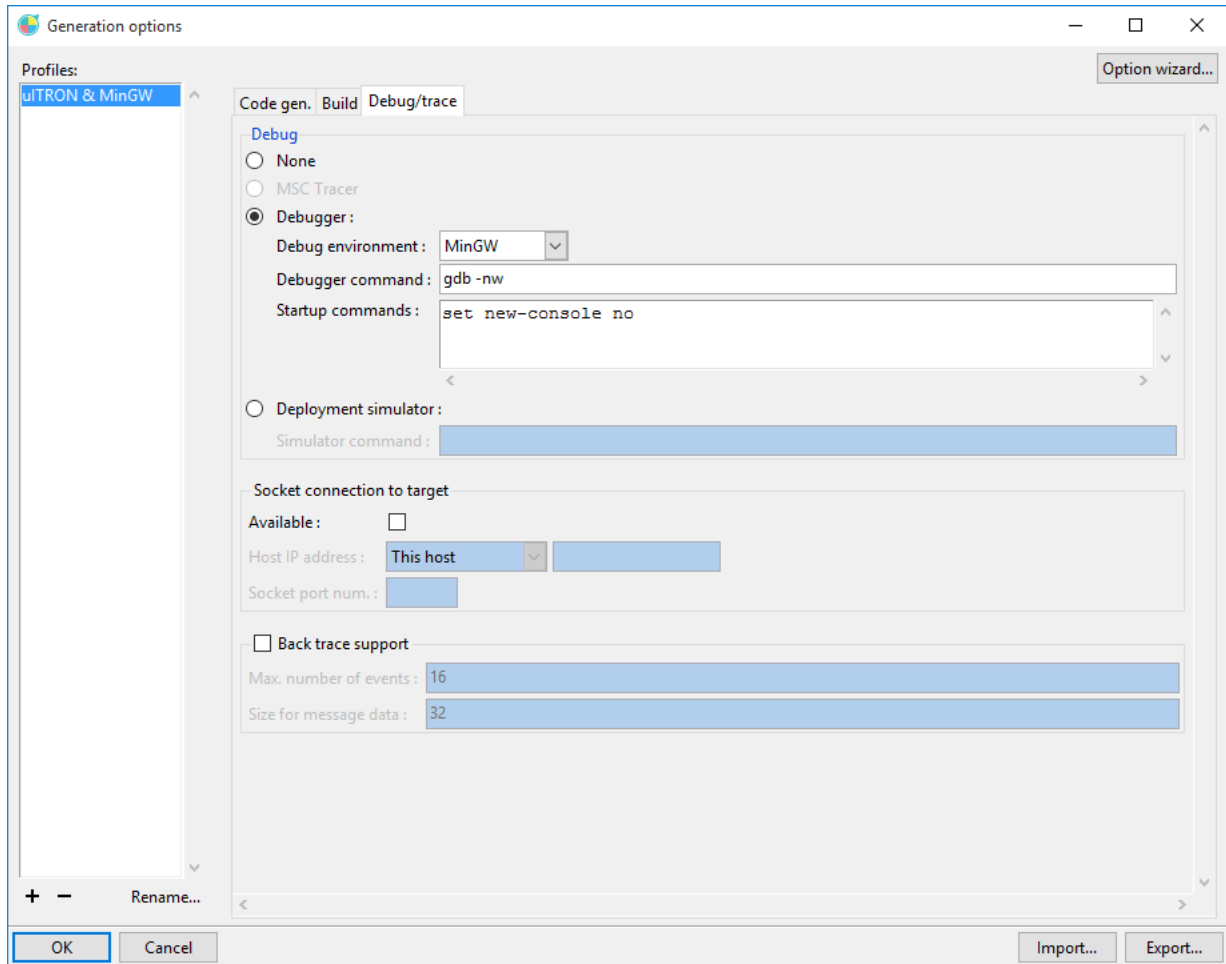 Generation options
Profiles:
Option wizard...
uITRON & MinGW
Code gen. Build Debug/trace
Debug
None
MSC Tracer
Debugger :
Debug environment : MinGW
Debugger command : gdb -nw
Startup commands : set new-console no
Deployment simulator :
Simulator command :
Socket connection to target
Available :
Host IP address : This host
Socket port num. :
Back trace support
Max. number of events : 16
Size for message data : 32
+ − Rename...
OK Cancel Import... Export...